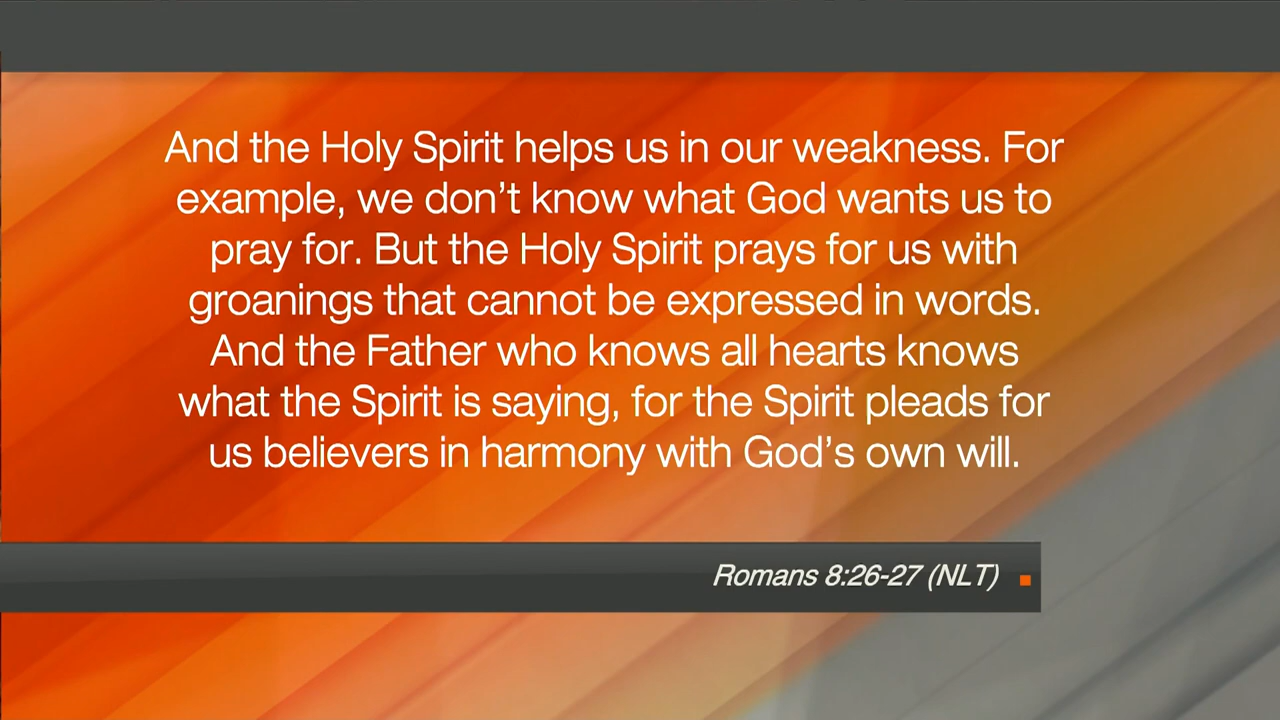 And the Holy Spirit helps us in our weakness. For
example, we don’t know what God wants us to
pray for. But the Holy Spirit prays for us with
groanings that cannot be expressed in words.
And the Father who knows all hearts knows
what the Spirit is saying, for the Spirit pleads for
us believers in harmony with God’s own will.
Romans 8:26-27 (NLT)